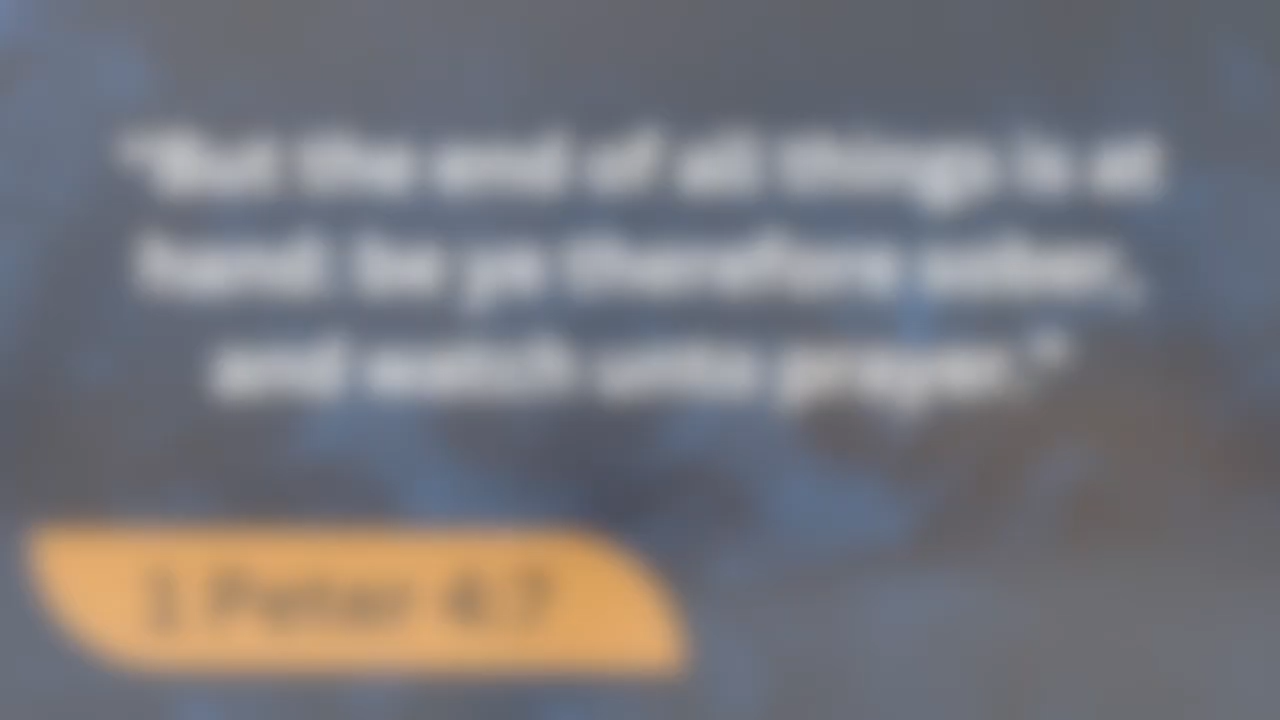 "But the end of all things is at
hand: be ye therefore sober,
and watch unto prayer."
1 Peter 4:7